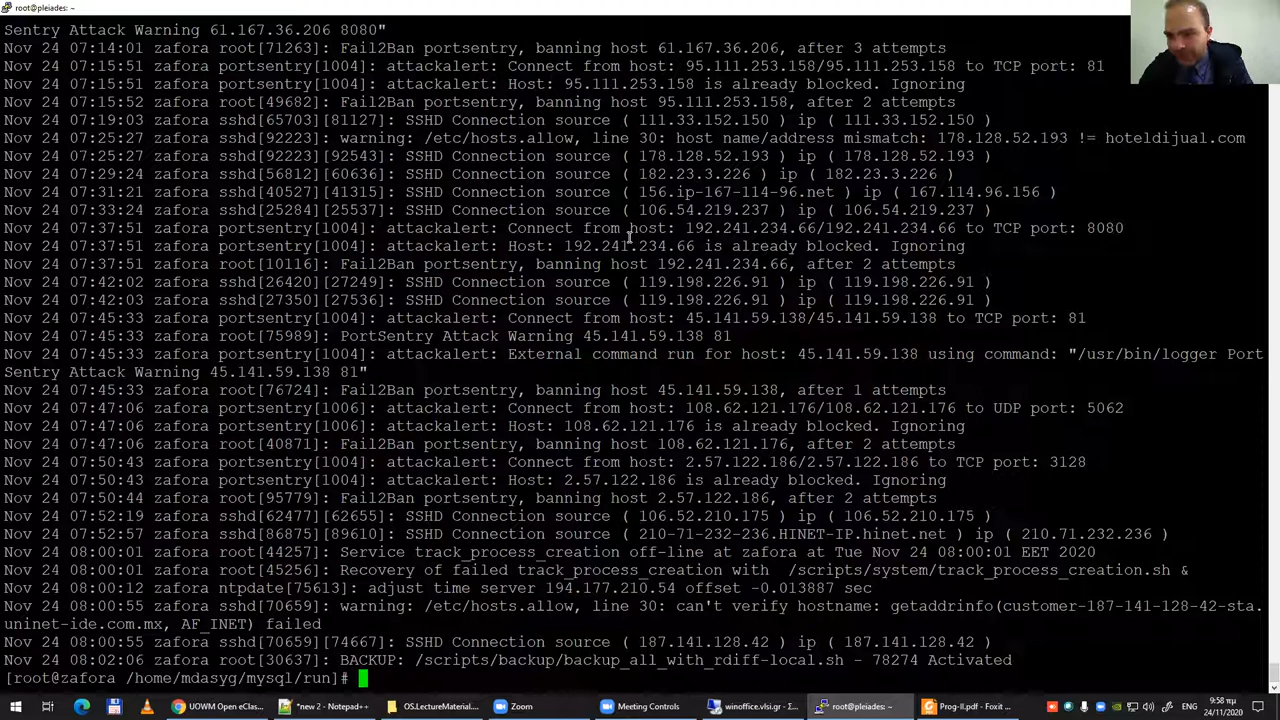 root@pleiades: ~
Sentry Attack Warning 61.167.36.206 8080"
Nov 24 07:14:01 zafora root[71263]: Fail2Ban portsentry, banning host 61.167.36.206, after 3 attempts
Nov 24 07:15:51 zafora portsentry[1004]: attackalert: Connect from host: 95.111.253.158/95.111.253.158 to TCP port: 81
Nov 24 07:15:51 zafora portsentry[1004]: attackalert: Host: 95.111.253.158 is already blocked. Ignoring
Nov 24 07:15:52 zafora root[49682]: Fail2Ban portsentry, banning host 95.111.253.158, after 2 attempts
Nov 24 07:19:03 zafora sshd[65703][81127]: SSHD Connection source ( 111.33.152.150 ) ip ( 111.33.152.150 )
Nov 24 07:25:27 zafora sshd[92223]: warning: /etc/hosts.allow, line 30: host name/address mismatch: 178.128.52.193 != hoteldijual.com
Nov 24 07:25:27 zafora sshd[92223][92543]: SSHD Connection source ( 178.128.52.193 ) ip ( 178.128.52.193 )
Nov 24 07:29:24 zafora sshd[56812][60636]: SSHD Connection source ( 182.23.3.226 ) ip ( 182.23.3.226 )
Nov 24 07:31:21 zafora sshd[40527][41315]: SSHD Connection source ( 156.ip-167-114-96.net ) ip ( 167.114.96.156 )
Nov 24 07:33:24 zafora sshd[25284][25537]: SSHD Connection source ( 106.54.219.237 ) ip ( 106.54.219.237 )
Nov 24 07:37:51 zafora portsentry[1004]: attackalert: Connect from host: 192.241.234.66/192.241.234.66 to TCP port: 8080
Nov 24 07:37:51 zafora portsentry[1004]: attackalert: Host: 192.241.234.66 is already blocked. Ignoring
Nov 24 07:37:51 zafora root[10116]: Fail2Ban portsentry, banning host 192.241.234.66, after 2 attempts
Nov 24 07:42:02 zafora sshd[26420][27249]: SSHD Connection source ( 119.198.226.91 ) ip ( 119.198.226.91 )
Nov 24 07:42:03 zafora sshd[27350][27536]: SSHD Connection source ( 119.198.226.91 ) ip ( 119.198.226.91 )
Nov 24 07:45:33 zafora portsentry[1004]: attackalert: Connect from host: 45.141.59.138/45.141.59.138 to TCP port: 81
Nov 24 07:45:33 zafora root[75989]: PortSentry Attack Warning 45.141.59.138 81
Nov 24 07:45:33 zafora portsentry[1004]: attackalert: External command run for host: 45.141.59.138 using command: "/usr/bin/logger Port
Sentry Attack Warning 45.141.59.138 81"
Nov 24 07:45:33 zafora root[76724]: Fail2Ban portsentry, banning host 45.141.59.138, after 1 attempts
Nov 24 07:47:06 zafora portsentry[1006]: attackalert: Connect from host: 108.62.121.176/108.62.121.176 to UDP port: 5062
Nov 24 07:47:06 zafora portsentry[1006]: attackalert: Host: 108.62.121.176 is already blocked. Ignoring
Nov 24 07:47:06 zafora root[40871]: Fail2Ban portsentry, banning host 108.62.121.176, after 2 attempts
Nov 24 07:50:43 zafora portsentry[1004]: attackalert: Connect from host: 2.57.122.186/2.57.122.186 to TCP port: 3128
Nov 24 07:50:43 zafora portsentry[1004]: attackalert: Host: 2.57.122.186 is already blocked. Ignoring
Nov 24 07:50:44 zafora root[95779]: Fail2Ban portsentry, banning host 2.57.122.186, after 2 attempts
Nov 24 07:52:19 zafora sshd[62477][62655]: SSHD Connection source ( 106.52.210.175 ) ip ( 106.52.210.175 )
Nov 24 07:52:57 zafora sshd[86875][89610]: SSHD Connection source ( 210-71-232-236.HINET-IP.hinet.net ) ip ( 210.71.232.236 )
Nov 24 08:00:01 zafora root[44257]: Service track_process_creation off-line at zafora at Tue Nov 24 08:00:01 EET 2020
Nov 24 08:00:01 zafora root[45256]: Recovery of failed track_process_creation with  /scripts/system/track_process_creation.sh &
Nov 24 08:00:12 zafora ntpdate[75613]: adjust time server 194.177.210.54 offset -0.013887 sec
Nov 24 08:00:55 zafora sshd[70659]: warning: /etc/hosts.allow, line 30: can't verify hostname: getaddrinfo(customer-187-141-128-42-sta.
uninet-ide.com.mx, AF_INET) failed
Nov 24 08:00:55 zafora sshd[70659][74667]: SSHD Connection source ( 187.141.128.42 ) ip ( 187.141.128.42 )
Nov 24 08:02:06 zafora root[30637]: BACKUP: /scripts/backup/backup_all_with_rdiff-local.sh - 78274 Activated
[root@zafora /home/mdasyg/mysql/run]#
UOWM Open eClas... *new 2 - Notepad++ OS.LectureMaterial... Zoom Meeting Controls winoffice.vlsi.gr - ... root@pleiades: ~ Prog-II.pdf - Foxit ... 9:58 πμ
24/11/2020